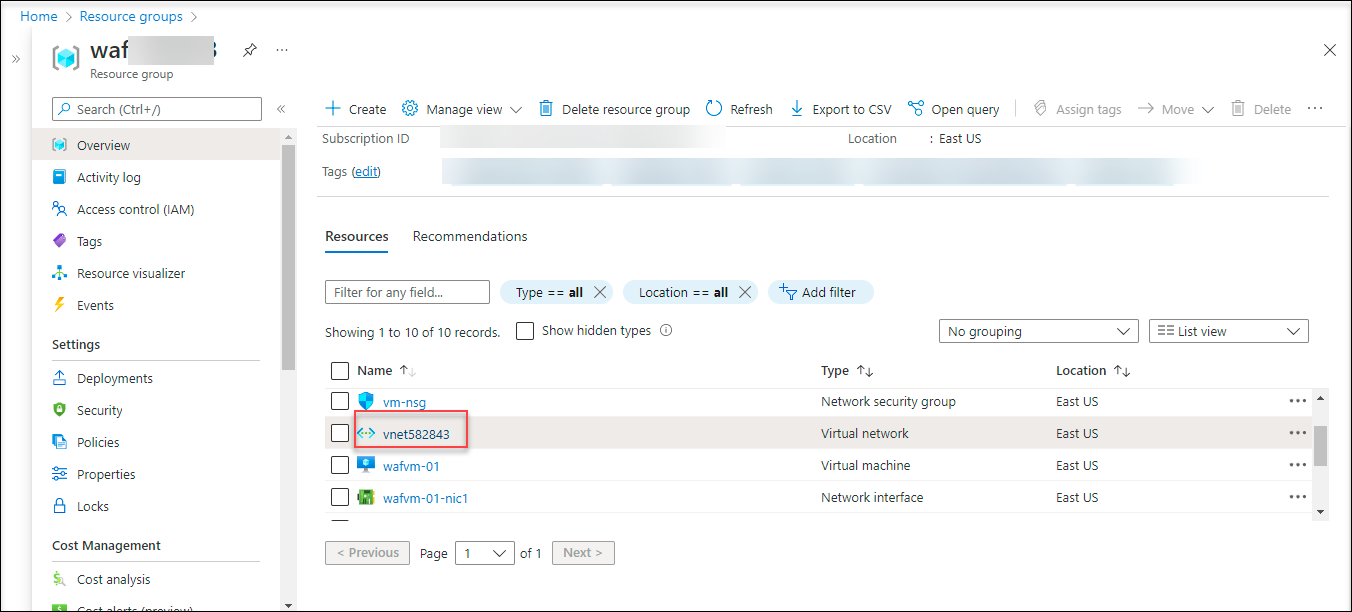 Home > Resource groups >
»
waf 3
...
Resource group
Search (Ctrl+/)
«
Create Manage view Delete resource group Refresh Export to CSV Open query Assign tags Move Delete ...
Overview
Activity log
Access control (IAM)
Tags
Resource visualizer
Events
Settings
Deployments
Security
Policies
Properties
Locks
Cost Management
Cost analysis
Cost alerts (preview)
Subscription ID
Location : East US
Tags (edit)
Resources Recommendations
Filter for any field... Type == all Location == all Add filter
Showing 1 to 10 of 10 records. Show hidden types
No grouping List view
Name ↑↓ Type ↑↓ Location ↑↓
vm-nsg Network security group East US ...
vnet582843 Virtual network East US ...
wafvm-01 Virtual machine East US ...
wafvm-01-nic1 Network interface East US ...
< Previous Page 1 of 1 Next >